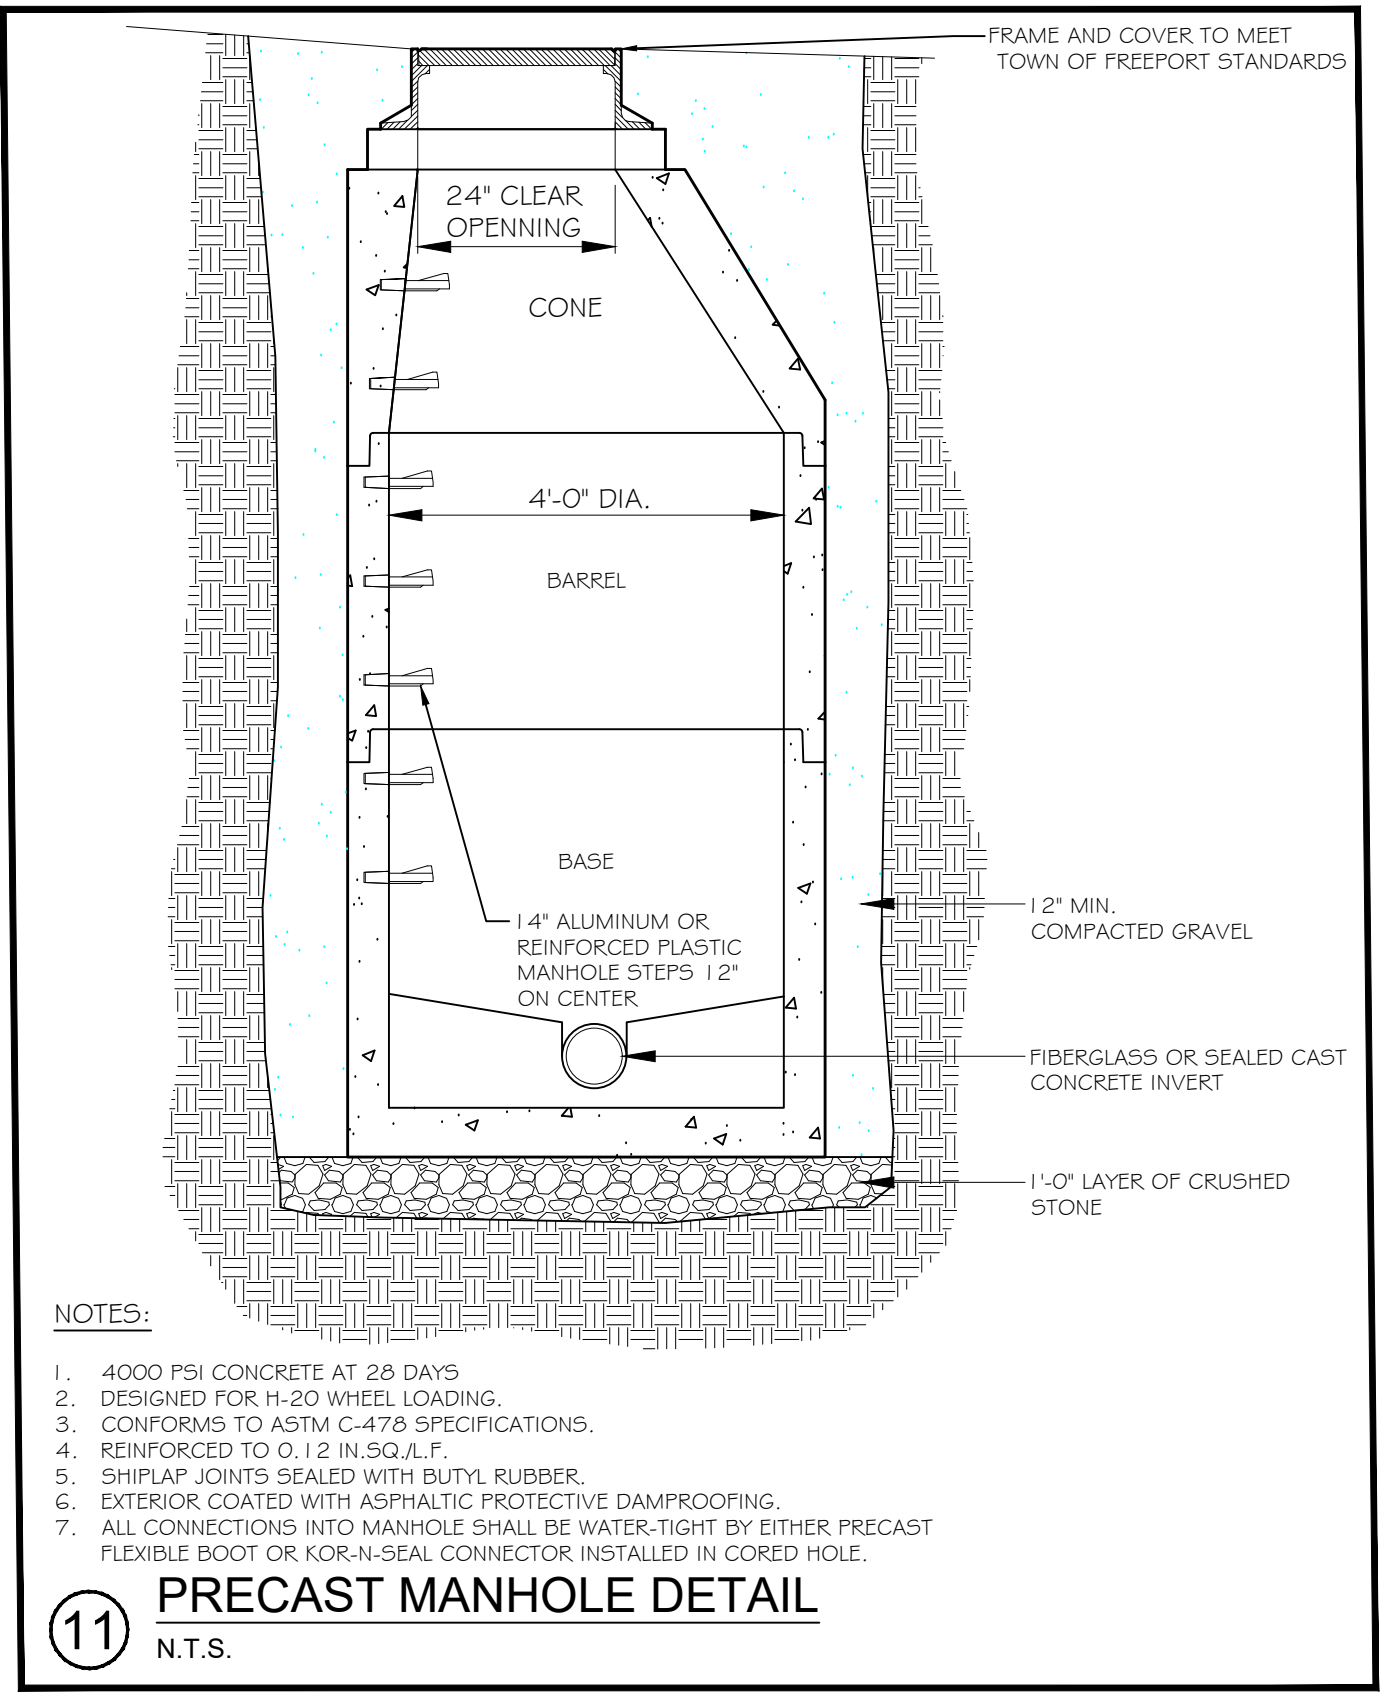 FRAME AND COVER TO MEET
TOWN OF FREEPORT STANDARDS
24" CLEAR
OPENNING
CONE
4'-0" DIA.
BARREL
BASE
14" ALUMINUM OR
REINFORCED PLASTIC
MANHOLE STEPS 12"
ON CENTER
12" MIN.
COMPACTED GRAVEL
FIBERGLASS OR SEALED CAST
CONCRETE INVERT
1'-0" LAYER OF CRUSHED
STONE
NOTES:
1. 4000 PSI CONCRETE AT 28 DAYS
2. DESIGNED FOR H-20 WHEEL LOADING.
3. CONFORMS TO ASTM C-478 SPECIFICATIONS.
4. REINFORCED TO 0.12 IN.SQ./L.F.
5. SHIPLAP JOINTS SEALED WITH BUTYL RUBBER.
6. EXTERIOR COATED WITH ASPHALTIC PROTECTIVE DAMPROOFING.
7. ALL CONNECTIONS INTO MANHOLE SHALL BE WATER-TIGHT BY EITHER PRECAST
FLEXIBLE BOOT OR KOR-N-SEAL CONNECTOR INSTALLED IN CORED HOLE.
11 PRECAST MANHOLE DETAIL
N.T.S.